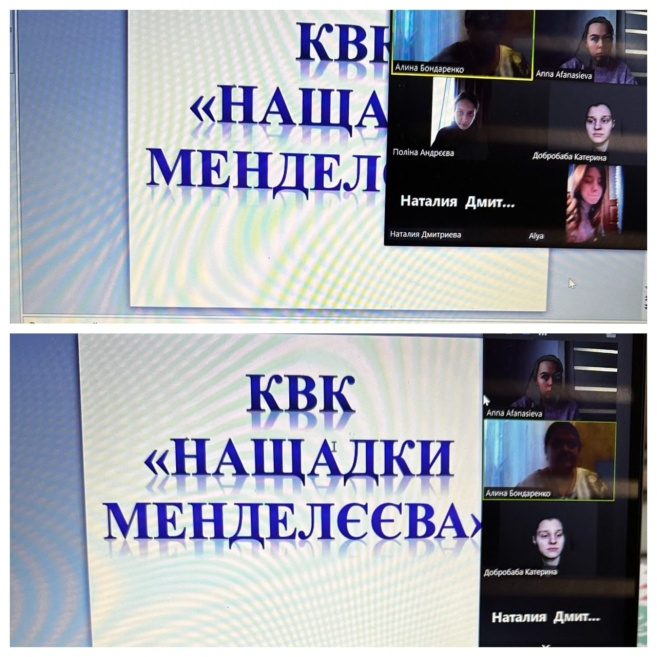 КВК
«НАЩА
МЕНДЕЛ
Алина Бондаренко
Anna Afanasieva
Поліна Андрєєва
Добробаба Катерина
Наталия Дмит...
Наталия Дмитриева
Alya
КВК
«НАЩАДКИ
МЕНДЕЛЄЄВА»
Anna Afanasieva
Алина Бондаренко
Добробаба Катерина
Наталия Дмит...